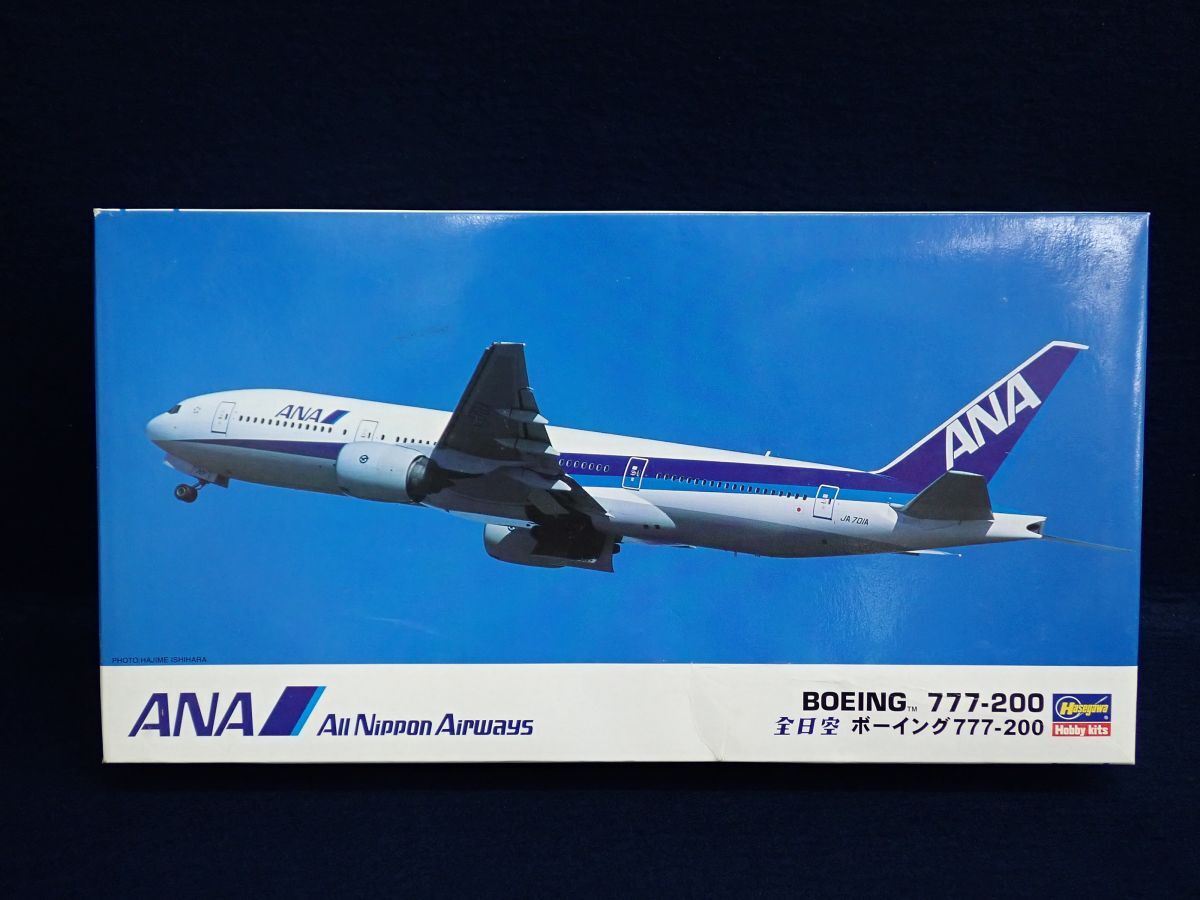 ANA
ANA
JA701A
PHOTO:HAJIME ISHIHARA
ANA All Nippon Airways
BOEING™ 777-200
全日空 ボーイング777-200
Hasegawa
Hobby kits